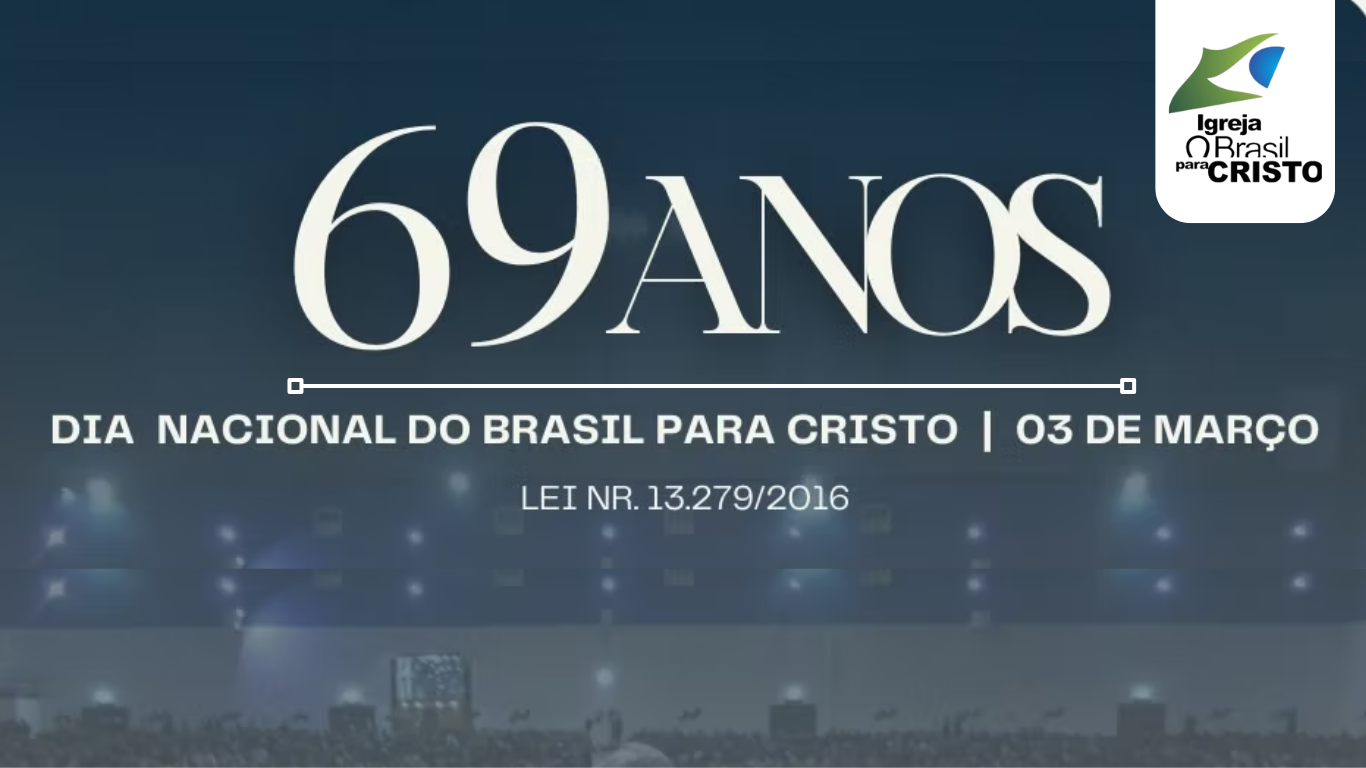 69 ANOS
DIA NACIONAL DO BRASIL PARA CRISTO | 03 DE MARÇO
LEI NR. 13.279/2016
Igreja
O Brasil
para CRISTO